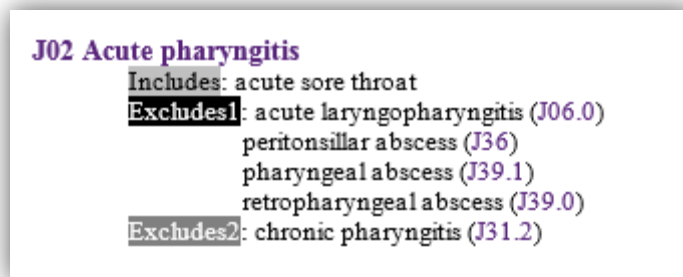 J02 Acute pharyngitis
Includes: acute sore throat
Excludes1: acute laryngopharyngitis (J06.0)
peritonsillar abscess (J36)
pharyngeal abscess (J39.1)
retropharyngeal abscess (J39.0)
Excludes2: chronic pharyngitis (J31.2)